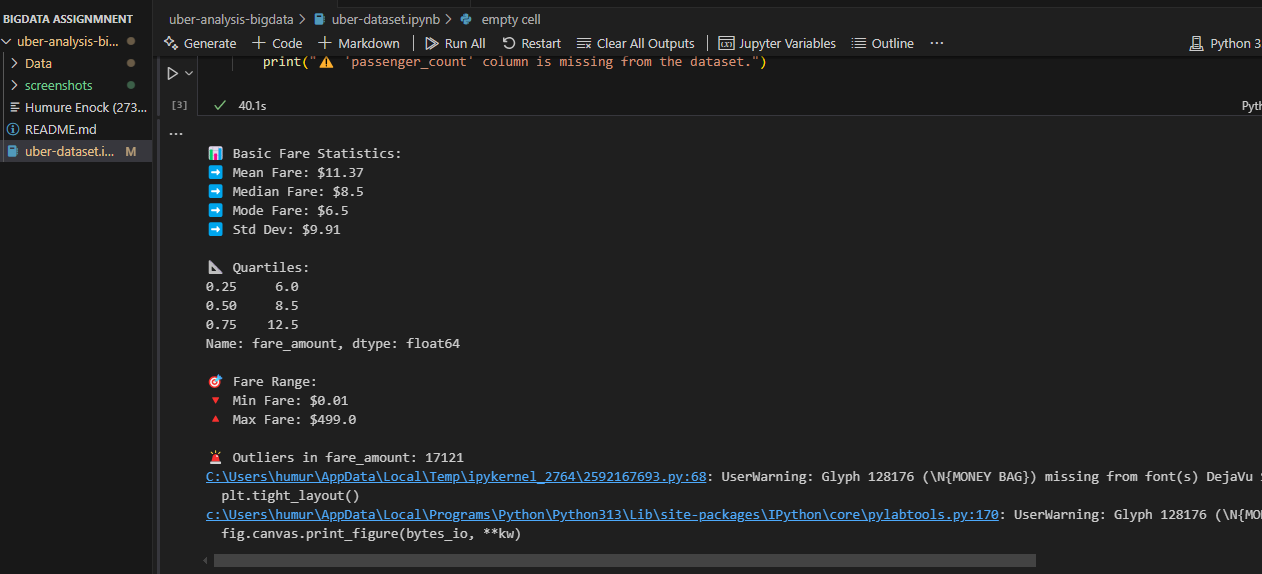 BIGDATA ASSIGNMNENT
uber-analysis-bi...
Data
screenshots
Humure Enock (273...
README.md
uber-dataset.i... M
uber-analysis-bigdata > uber-dataset.ipynb > empty cell
Generate + Code + Markdown | Run All Restart Clear All Outputs | Jupyter Variables Outline ... Python 3
print("⚠️ 'passenger_count' column is missing from the dataset.")
[3] ✓ 40.1s Pyth
...
📊 Basic Fare Statistics:
➡️ Mean Fare: $11.37
➡️ Median Fare: $8.5
➡️ Mode Fare: $6.5
➡️ Std Dev: $9.91
📐 Quartiles:
0.25 6.0
0.50 8.5
0.75 12.5
Name: fare_amount, dtype: float64
🎯 Fare Range:
🔻 Min Fare: $0.01
🔺 Max Fare: $499.0
🚨 Outliers in fare_amount: 17121
C:\Users\humur\AppData\Local\Temp\ipykernel_2764\2592167693.py:68: UserWarning: Glyph 128176 (\N{MONEY BAG}) missing from font(s) DejaVu
plt.tight_layout()
c:\Users\humur\AppData\Local\Programs\Python\Python313\Lib\site-packages\IPython\core\pylabtools.py:170: UserWarning: Glyph 128176 (\N{MO
fig.canvas.print_figure(bytes_io, **kw)